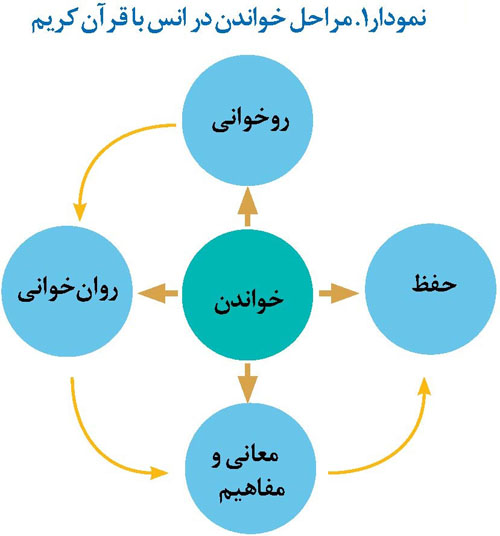 نمودار۱. مراحل خواندن در انس با قرآن کریم
روخوانی
روان‌خوانی
خواندن
حفظ
معانی و
مفاهیم